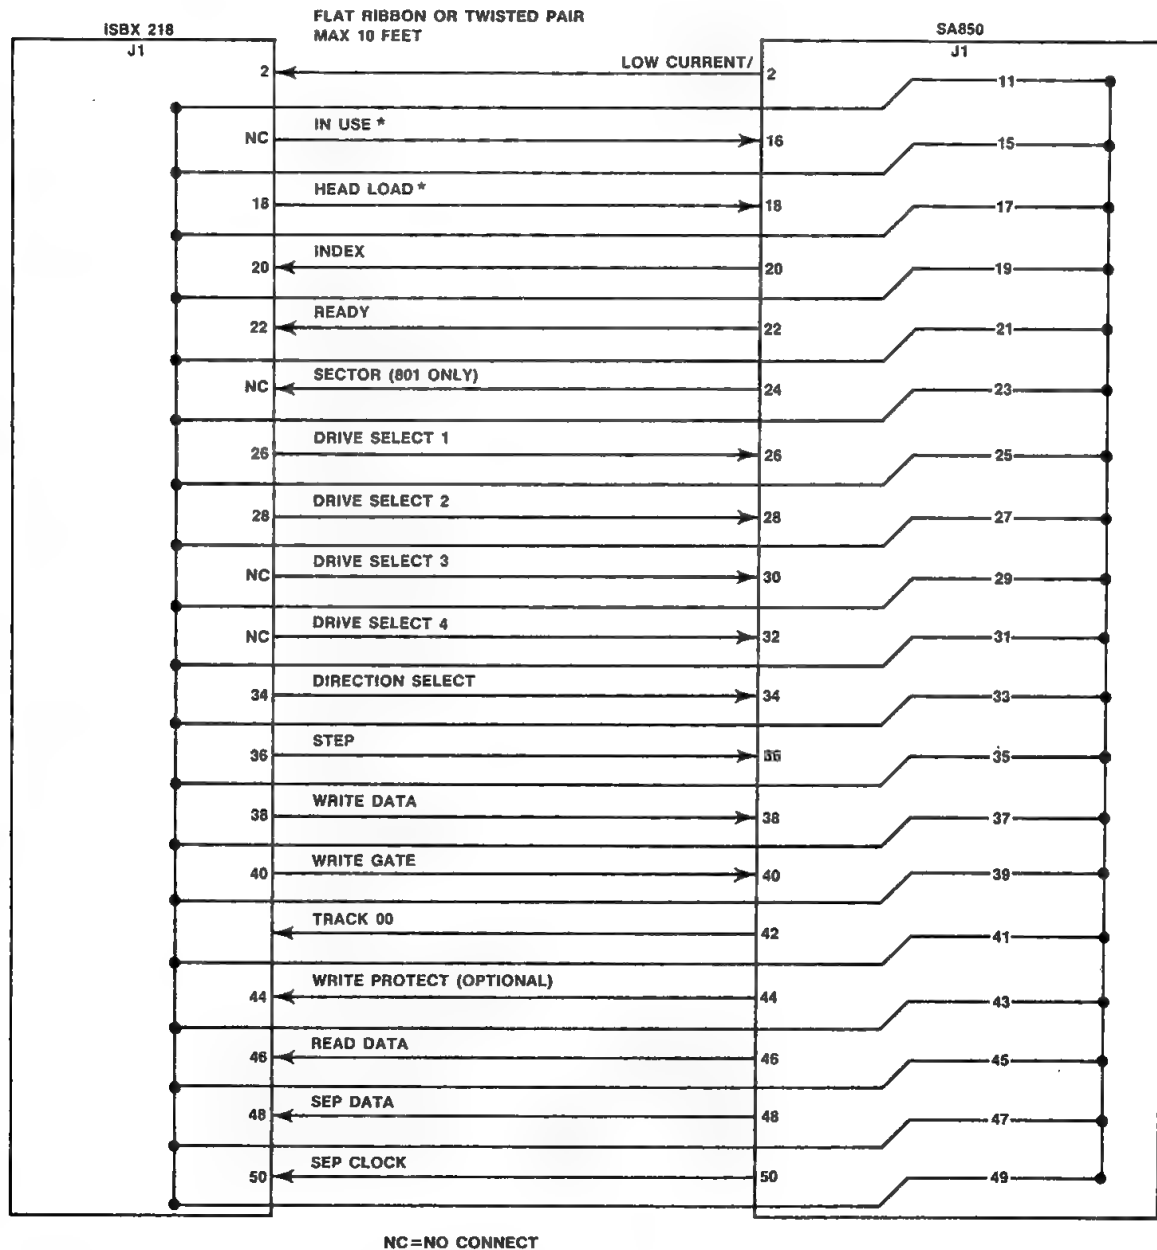 FLAT RIBBON OR TWISTED PAIR
MAX 10 FEET
ISBX 218
SA850
J1
J1
2 LOW CURRENT/ 2
11
NC IN USE * 16
15
18 HEAD LOAD * 18
17
20 INDEX 20
19
22 READY 22
21
NC SECTOR (801 ONLY) 24
23
26 DRIVE SELECT 1 26
25
28 DRIVE SELECT 2 28
27
NC DRIVE SELECT 3 30
29
NC DRIVE SELECT 4 32
31
34 DIRECTION SELECT 34
33
36 STEP 36
35
38 WRITE DATA 38
37
40 WRITE GATE 40
39
TRACK 00 42
41
44 WRITE PROTECT (OPTIONAL) 44
43
46 READ DATA 46
45
48 SEP DATA 48
47
50 SEP CLOCK 50
49
NC=NO CONNECT